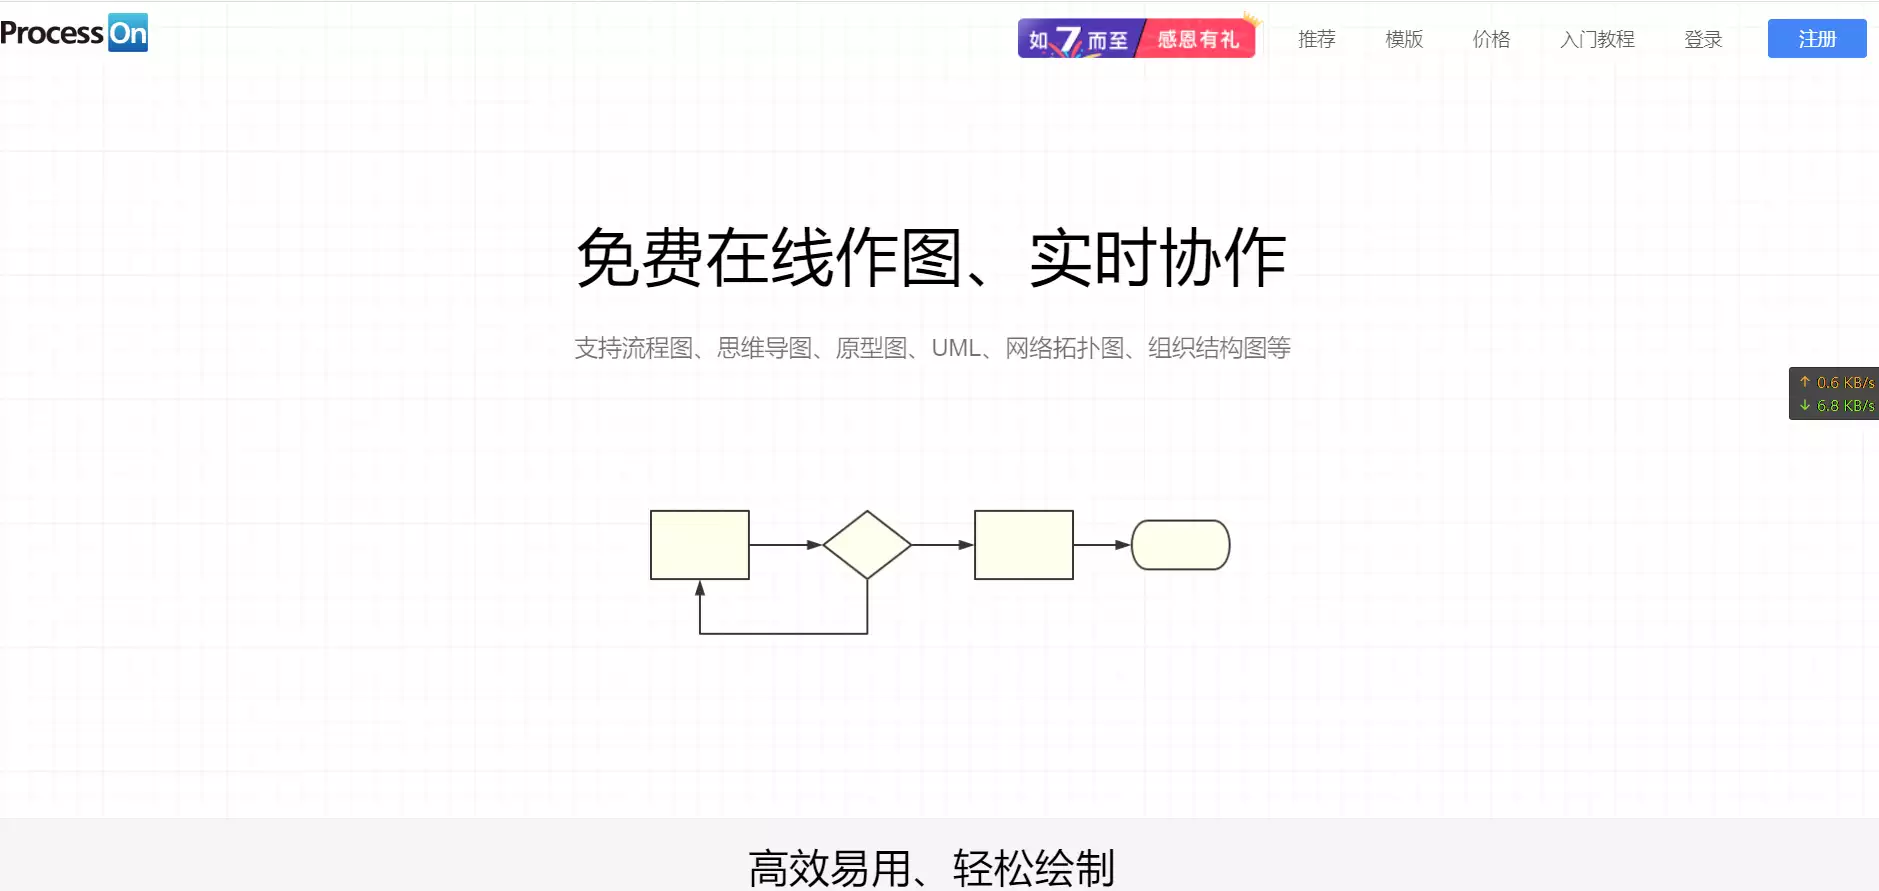 ProcessOn
如7而至 感恩有礼 推荐 模版 价格 入门教程 登录 注册
免费在线作图、实时协作
支持流程图、思维导图、原型图、UML、网络拓扑图、组织结构图等
↑ 0.6 KB/s
↓ 6.8 KB/s
高效易用、轻松绘制